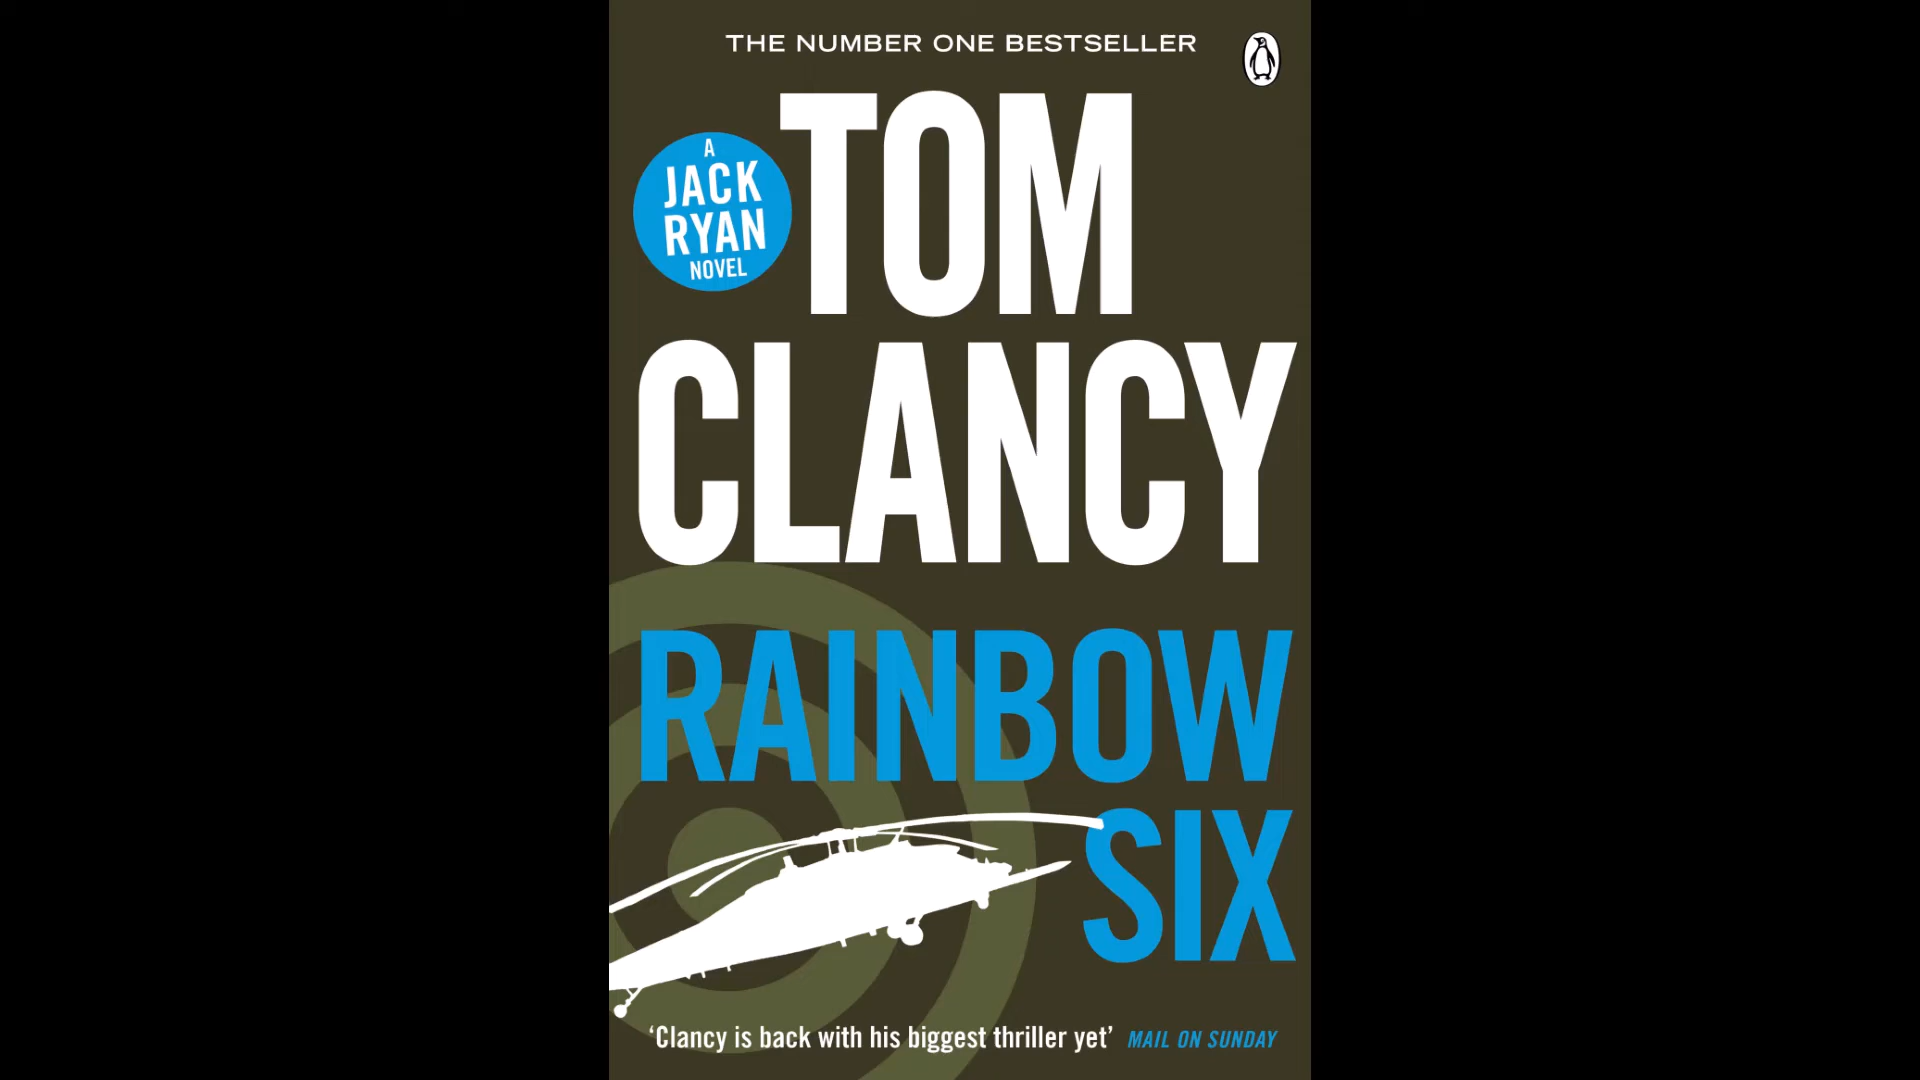 THE NUMBER ONE BESTSELLER
A
JACK
RYAN
NOVEL
TOM
CLANCY
RAINBOW
SIX
‘Clancy is back with his biggest thriller yet’ MAIL ON SUNDAY